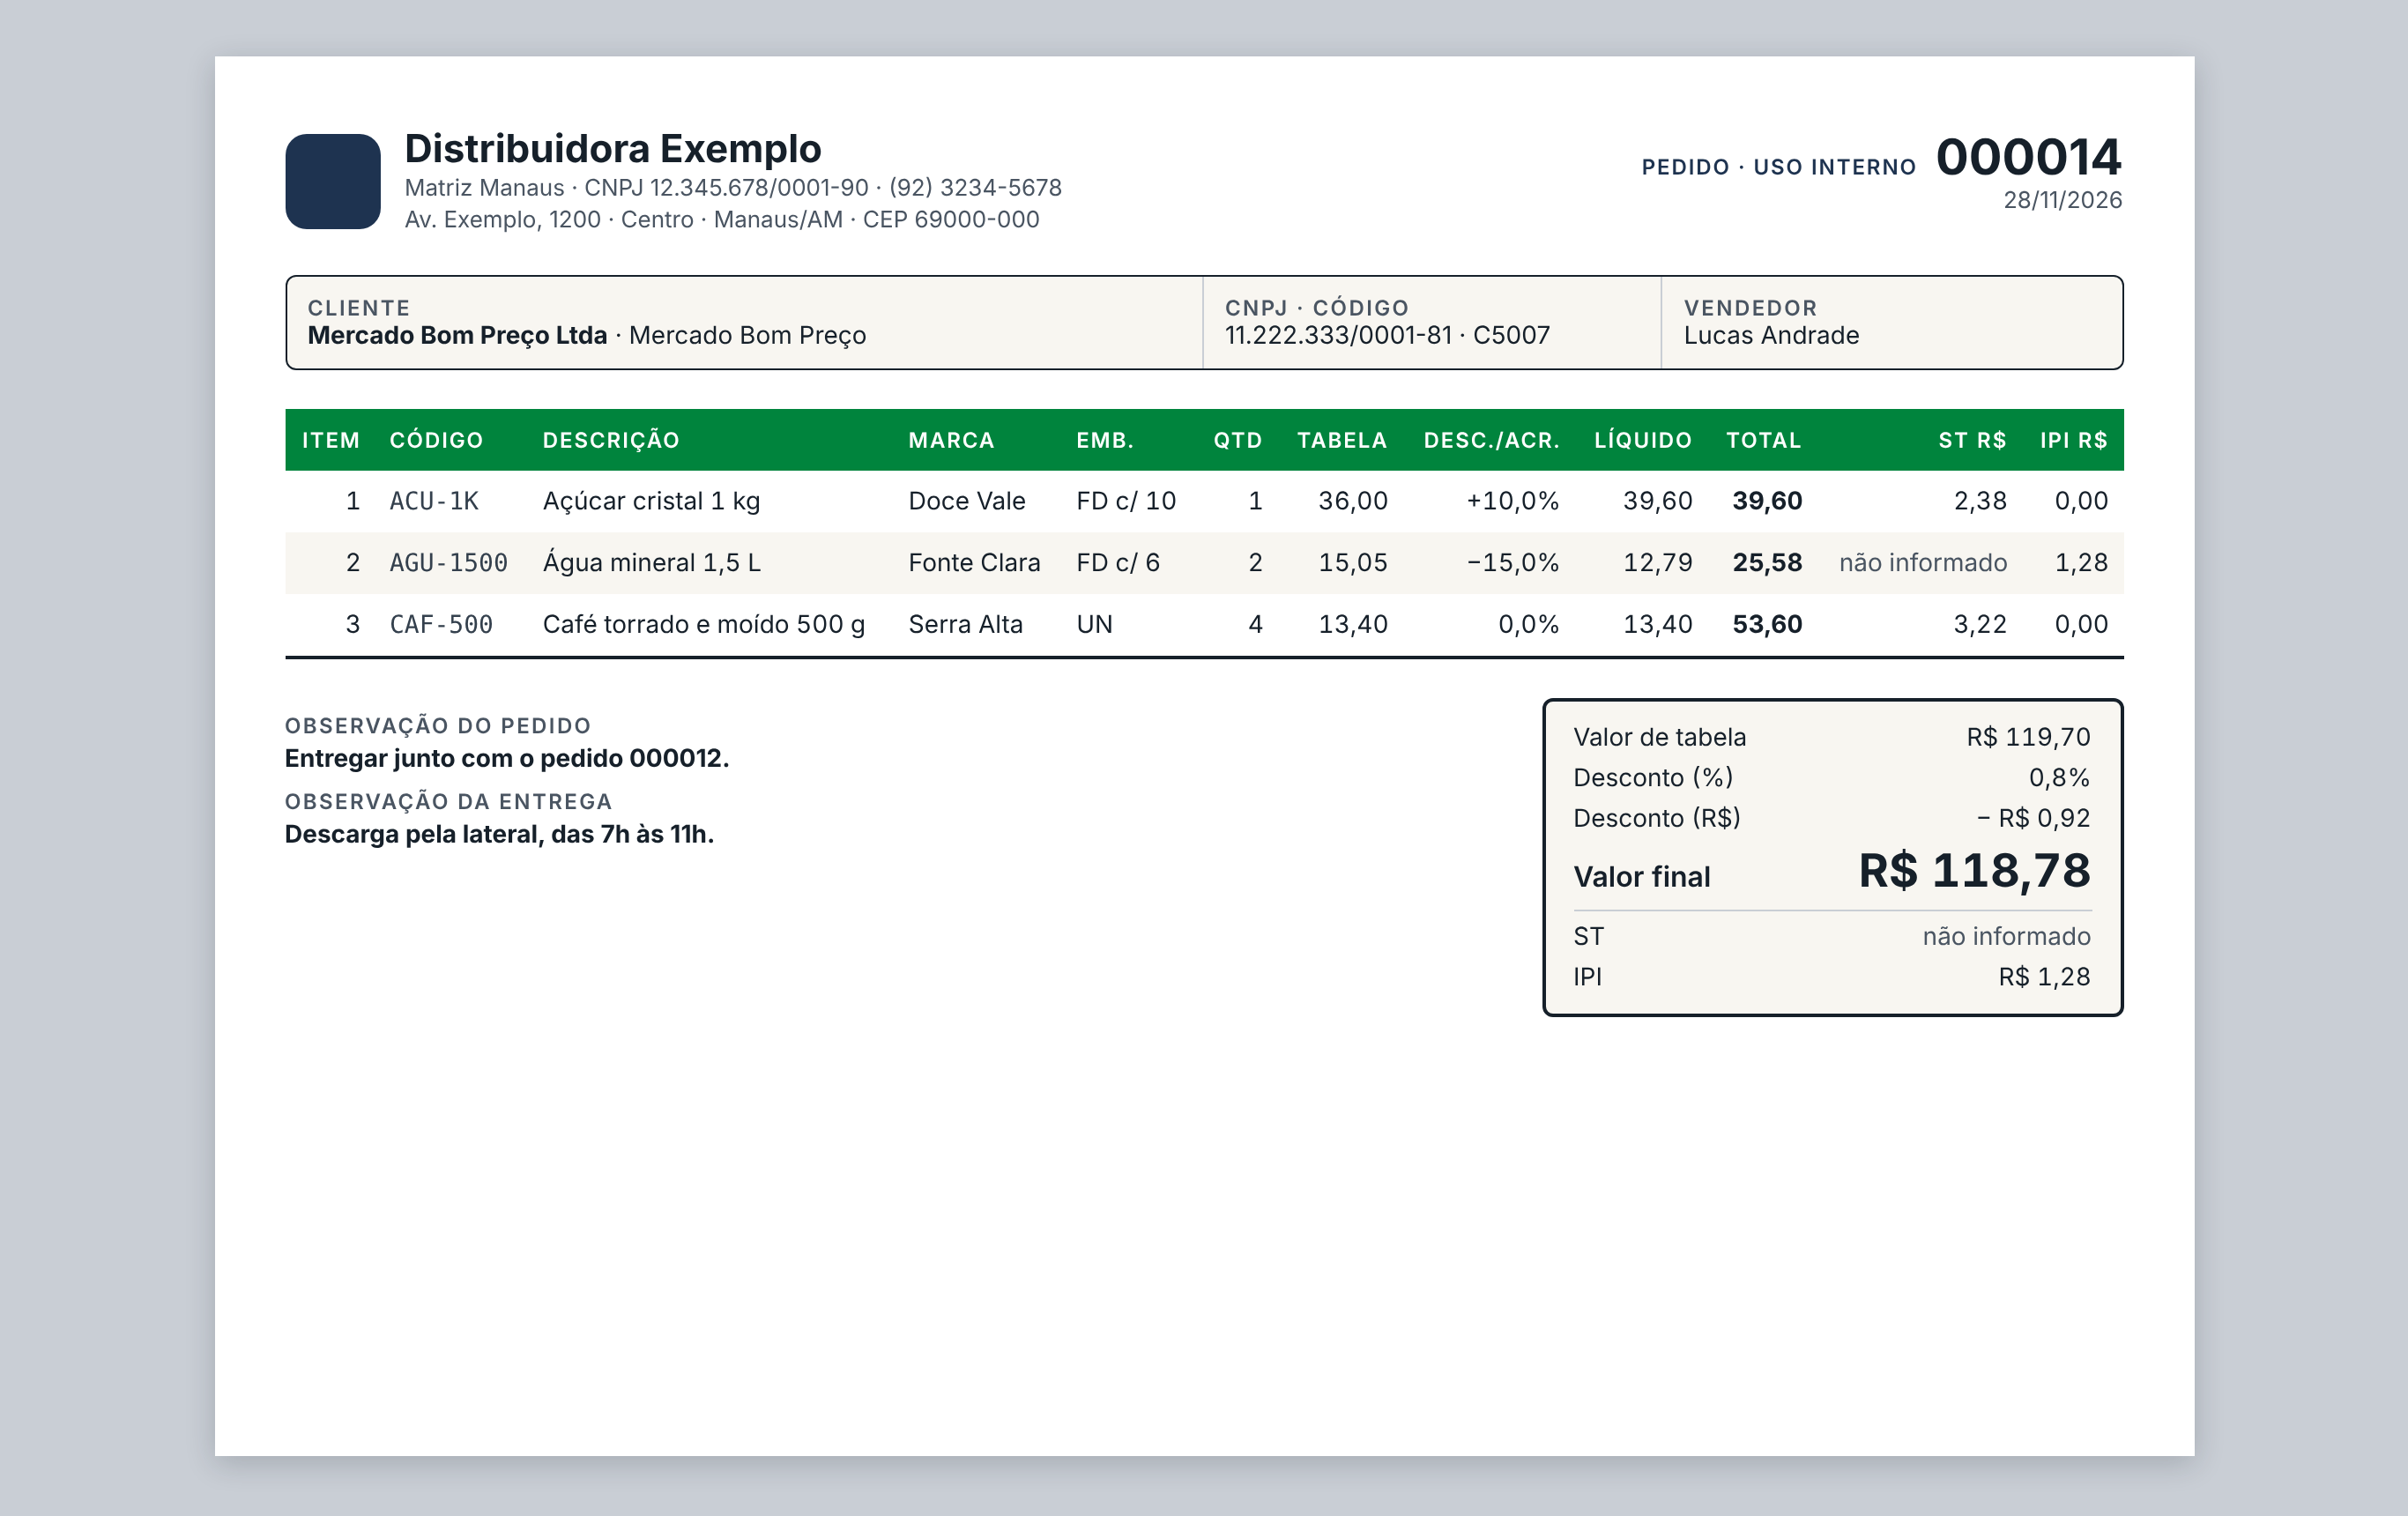 Distribuidora Exemplo
Matriz Manaus · CNPJ 12.345.678/0001-90 · (92) 3234-5678
Av. Exemplo, 1200 · Centro · Manaus/AM · CEP 69000-000
PEDIDO · USO INTERNO 000014
28/11/2026
CLIENTE
Mercado Bom Preço Ltda · Mercado Bom Preço
CNPJ · CÓDIGO
11.222.333/0001-81 · C5007
VENDEDOR
Lucas Andrade
ITEM CÓDIGO DESCRIÇÃO MARCA EMB. QTD TABELA DESC./ACR. LÍQUIDO TOTAL ST R$ IPI R$
1 ACU-1K Açúcar cristal 1 kg Doce Vale FD c/ 10 1 36,00 +10,0% 39,60 39,60 2,38 0,00
2 AGU-1500 Água mineral 1,5 L Fonte Clara FD c/ 6 2 15,05 −15,0% 12,79 25,58 não informado 1,28
3 CAF-500 Café torrado e moído 500 g Serra Alta UN 4 13,40 0,0% 13,40 53,60 3,22 0,00
OBSERVAÇÃO DO PEDIDO
Entregar junto com o pedido 000012.
OBSERVAÇÃO DA ENTREGA
Descarga pela lateral, das 7h às 11h.
Valor de tabela R$ 119,70
Desconto (%) 0,8%
Desconto (R$) − R$ 0,92
Valor final R$ 118,78
ST não informado
IPI R$ 1,28